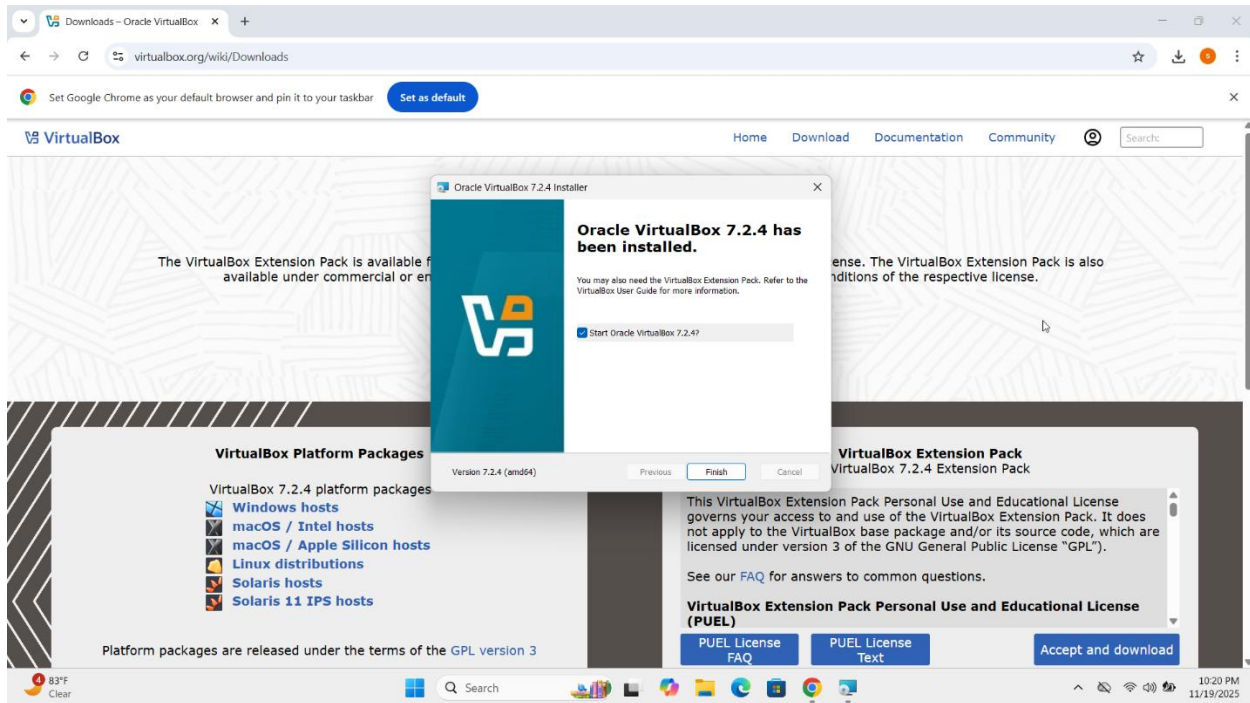 Downloads – Oracle VirtualBox
virtualbox.org/wiki/Downloads
Set Google Chrome as your default browser and pin it to your taskbar Set as default
VirtualBox Home Download Documentation Community Search:
Oracle VirtualBox 7.2.4 Installer
Oracle VirtualBox 7.2.4 has
been installed.
You may also need the VirtualBox Extension Pack. Refer to the
VirtualBox User Guide for more information.
Start Oracle VirtualBox 7.2.4?
Version 7.2.4 (amd64) Previous Finish Cancel
The VirtualBox Extension Pack is available ense. The VirtualBox Extension Pack is also
available under commercial or nditions of the respective license.
VirtualBox Platform Packages
VirtualBox 7.2.4 platform packages
Windows hosts
macOS / Intel hosts
macOS / Apple Silicon hosts
Linux distributions
Solaris hosts
Solaris 11 IPS hosts
Platform packages are released under the terms of the GPL version 3
VirtualBox Extension Pack
VirtualBox 7.2.4 Extension Pack
This VirtualBox Extension Pack Personal Use and Educational License
governs your access to and use of the VirtualBox Extension Pack. It does
not apply to the VirtualBox base package and/or its source code, which are
licensed under version 3 of the GNU General Public License “GPL”).
See our FAQ for answers to common questions.
VirtualBox Extension Pack Personal Use and Educational License
(PUEL)
PUEL License
FAQ
PUEL License
Text
Accept and download
4 83°F
Clear
Search
10:20 PM
11/19/2025